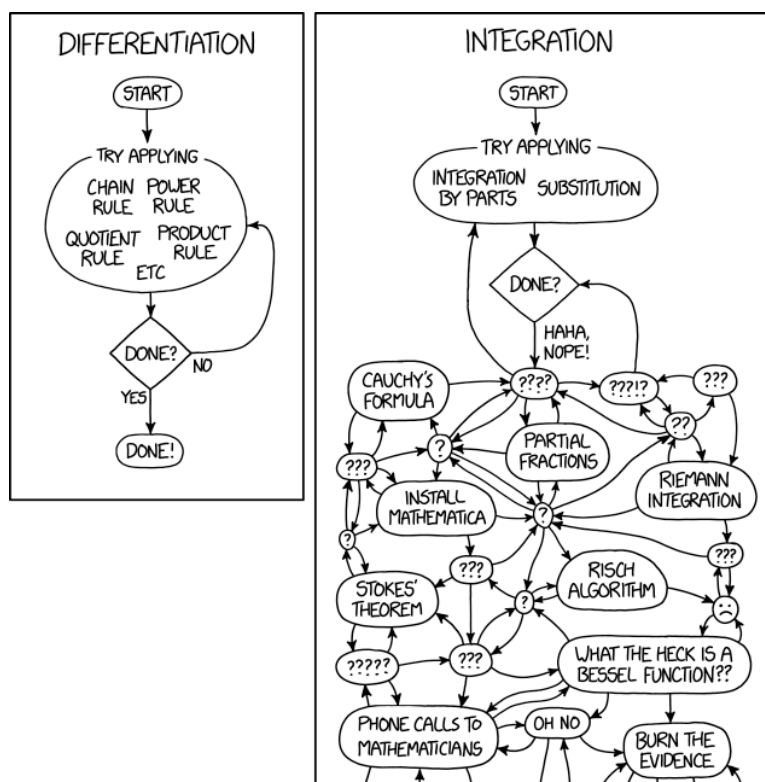 DIFFERENTIATION
START
TRY APPLYING
CHAIN RULE
POWER RULE
QUOTIENT RULE
PRODUCT RULE
ETC
DONE?
NO
YES
DONE!
INTEGRATION
START
TRY APPLYING
INTEGRATION
BY PARTS
SUBSTITUTION
DONE?
HAHA,
NOPE!
CAUCHY'S
FORMULA
????
???!?
???
??
?
PARTIAL
FRACTIONS
???
INSTALL
MATHEMATICA
RIEMANN
INTEGRATION
?
?
???
???
STOKES'
THEOREM
?
RISCH
ALGORITHM
?????
???
WHAT THE HECK IS A
BESSEL FUNCTION??
PHONE CALLS TO
MATHEMATICIANS
OH NO
BURN THE
EVIDENCE